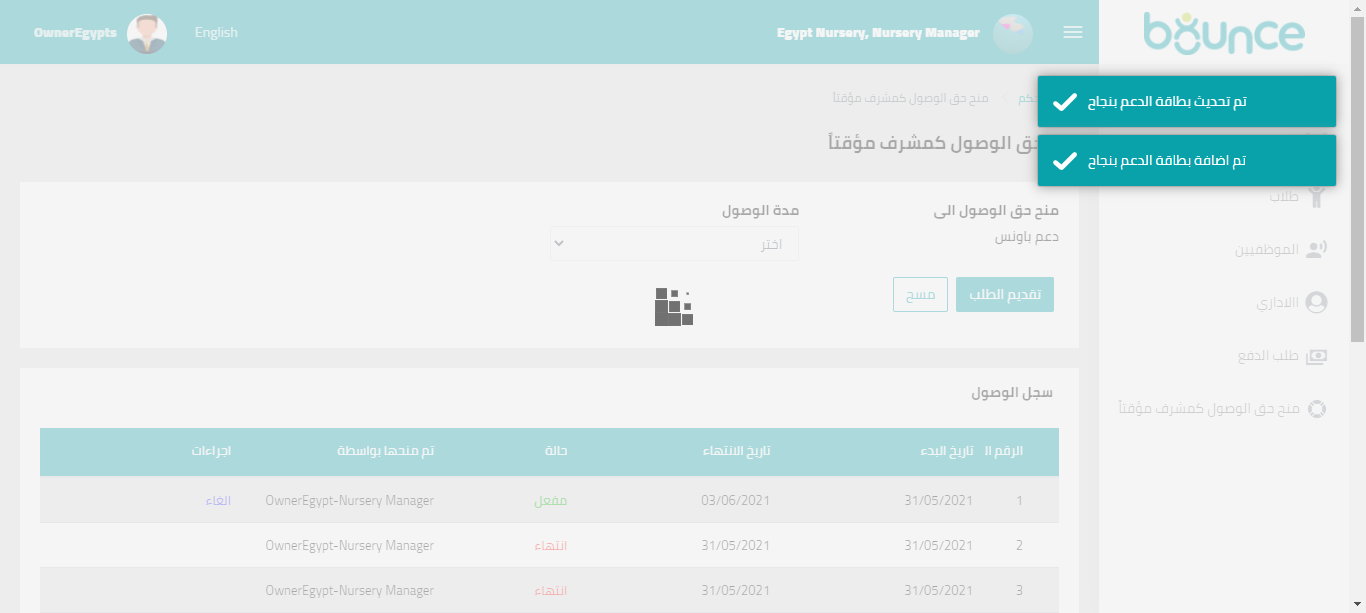 bounce
Egypt Nursery, Nursery Manager
English
OwnerEgypts
تم تحديث بطاقة الدعم بنجاح
تم اضافة بطاقة الدعم بنجاح
طلاب
الموظفيين
الاداري
طلب الدفع
منح حق الوصول كمشرف مؤقتاً
منح حق الوصول كمشرف مؤقتاً
الوصول كمشرف مؤقتاً
منح حق الوصول الى
مدة الوصول
دعم باونس
اختر
تقديم الطلب
مسح
سجل الوصول
الرقم ال تاريخ البدء تاريخ الانتهاء حالة تم منحها بواسطة اجراءات
1 31/05/2021 03/06/2021 مفعل OwnerEgypt-Nursery Manager الغاء
2 31/05/2021 31/05/2021 انتهاء OwnerEgypt-Nursery Manager
3 31/05/2021 31/05/2021 انتهاء OwnerEgypt-Nursery Manager